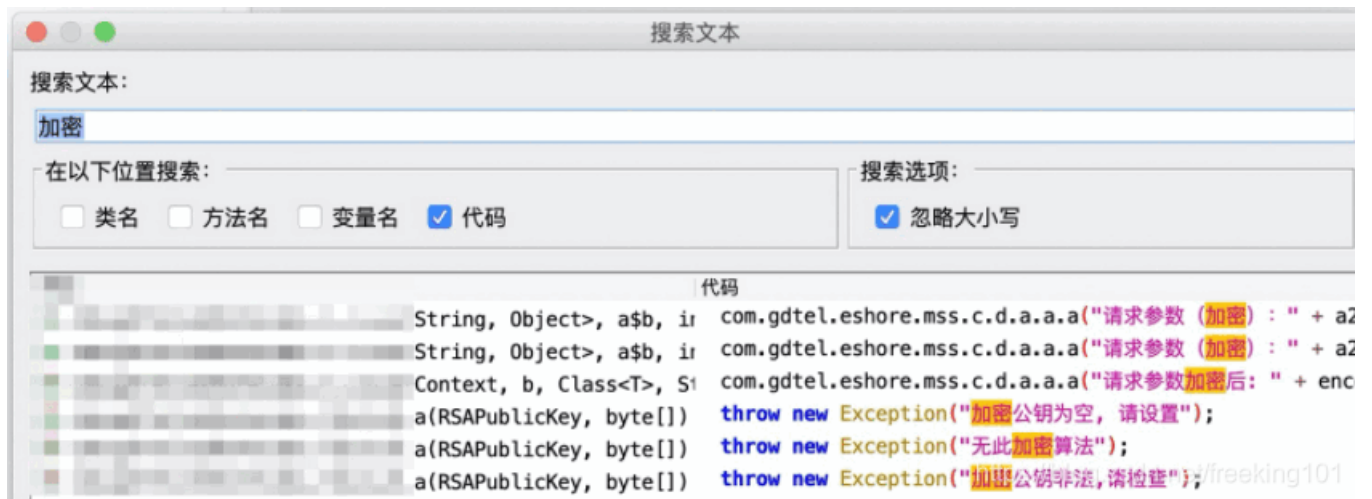 搜索文本
搜索文本：
加密
在以下位置搜索： 搜索选项：
类名 方法名 变量名 代码 忽略大小写
代码
String, Object>, a$b, in com.gdtel.eshore.mss.c.d.a.a.a("请求参数（加密）：" + a2
String, Object>, a$b, in com.gdtel.eshore.mss.c.d.a.a.a("请求参数（加密）：" + a2
Context, b, Class<T>, St com.gdtel.eshore.mss.c.d.a.a.a("请求参数加密后：" + enc
a(RSAPublicKey, byte[]) throw new Exception("加密公钥为空, 请设置");
a(RSAPublicKey, byte[]) throw new Exception("无此加密算法");
a(RSAPublicKey, byte[]) throw new Exception("加密公钥非法,请检查");
freeking101